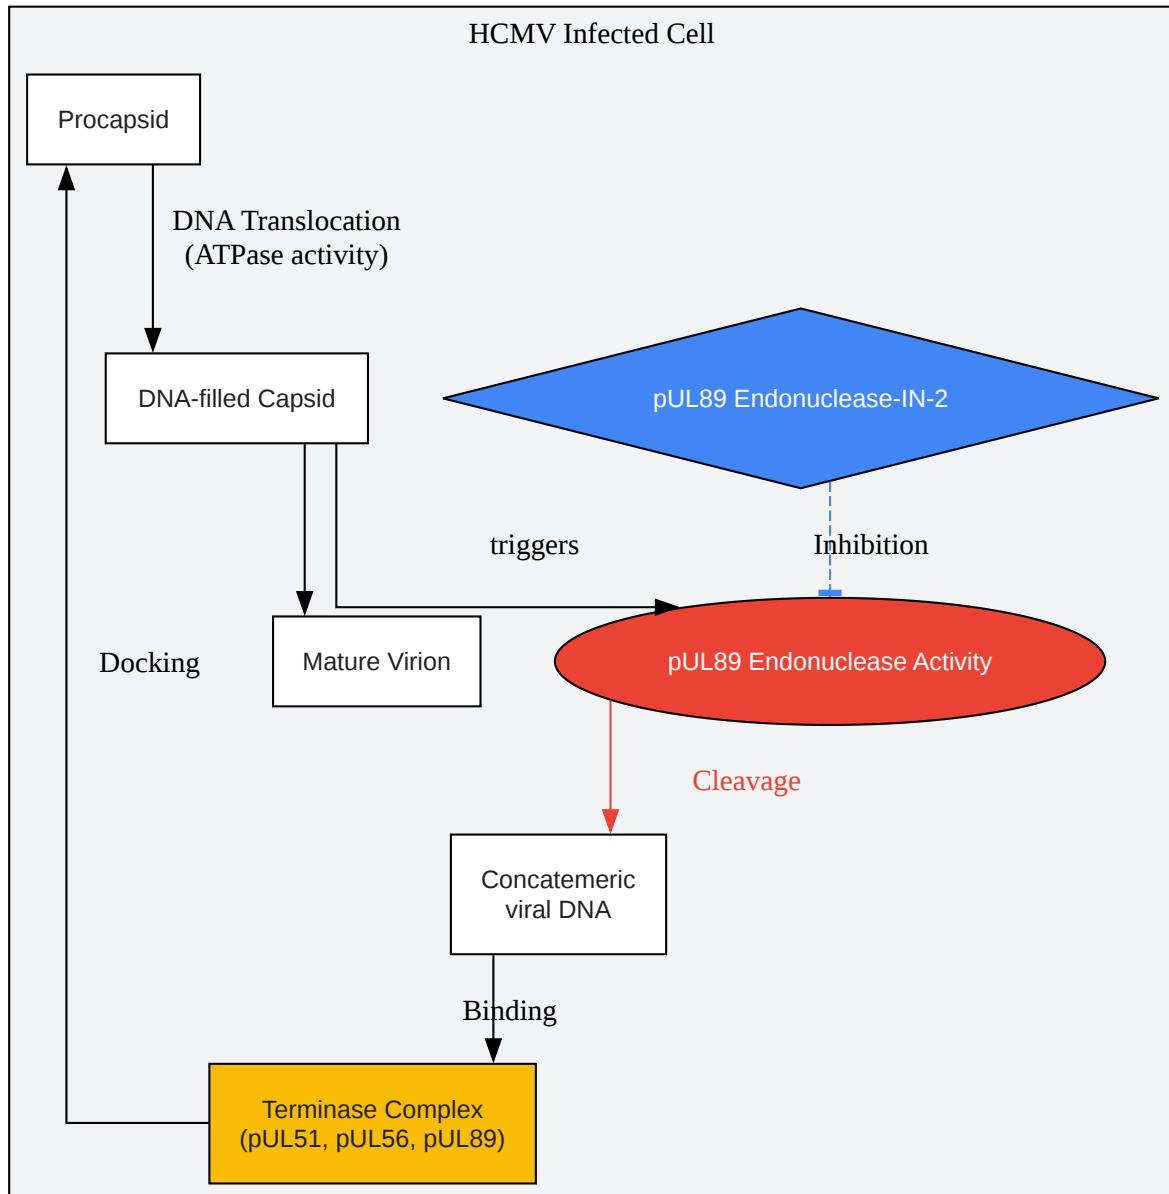 HCMV Infected Cell
Procapsid
DNA Translocation
(ATPase activity)
DNA-filled Capsid
pUL89 Endonuclease-IN-2
triggers
Inhibition
Docking
Mature Virion
pUL89 Endonuclease Activity
Cleavage
Concatemeric
viral DNA
Binding
Terminase Complex
(pUL51, pUL56, pUL89)